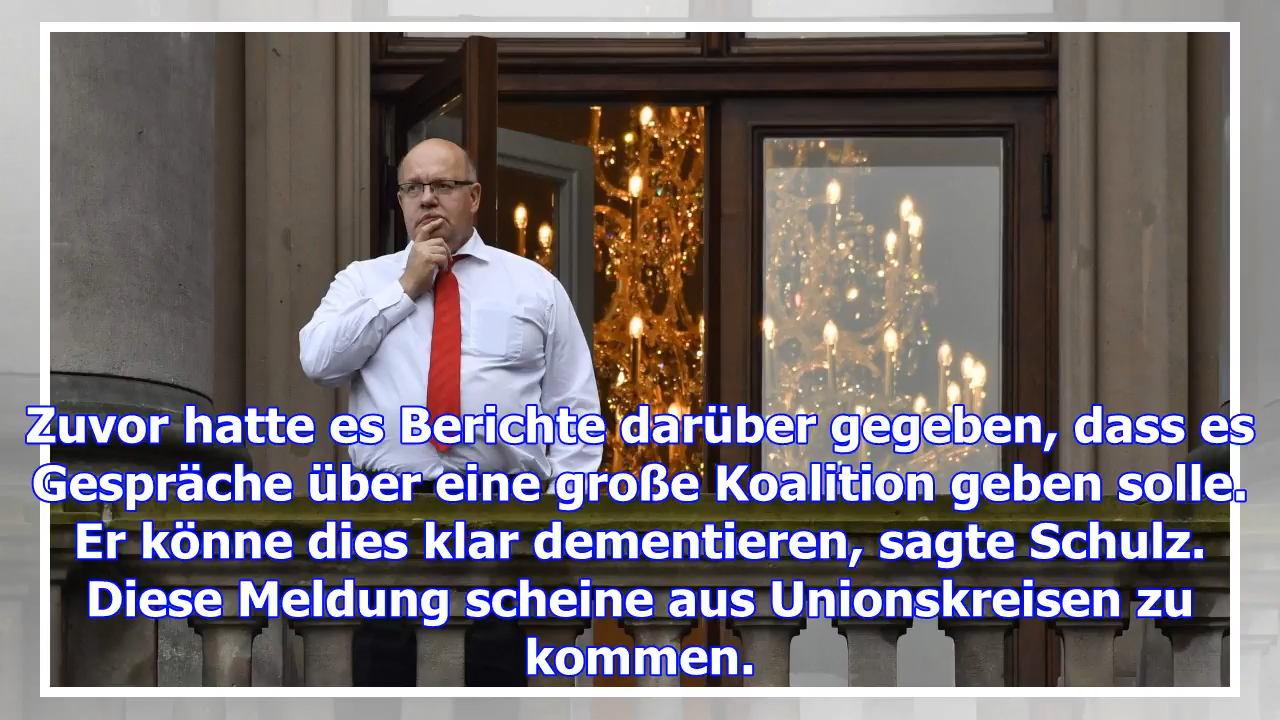 Zuvor hatte es Berichte darüber gegeben, dass es
Gespräche über eine große Koalition geben solle.
Er könne dies klar dementieren, sagte Schulz.
Diese Meldung scheine aus Unionskreisen zu
kommen.